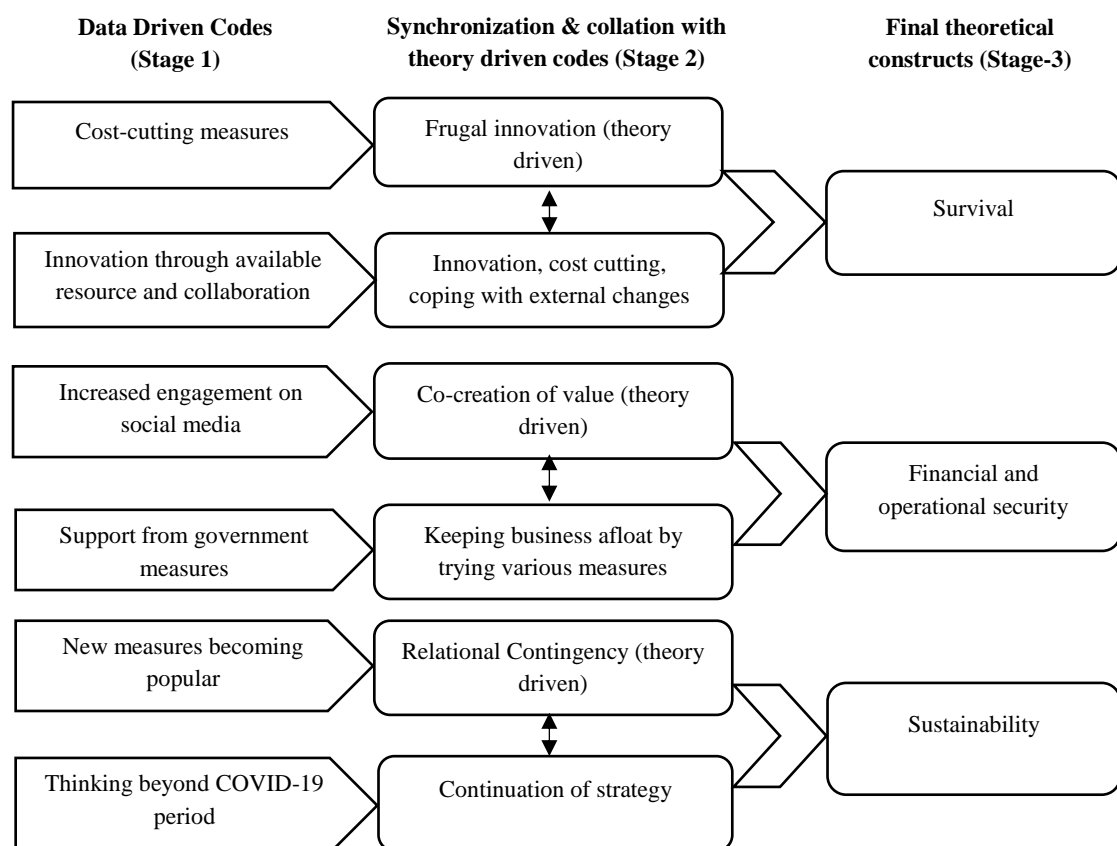 Data Driven Codes
(Stage 1)
Synchronization & collation with
theory driven codes (Stage 2)
Final theoretical
constructs (Stage-3)
Cost-cutting measures
Frugal innovation (theory
driven)
Survival
Innovation through available
resource and collaboration
Innovation, cost cutting,
coping with external changes
Increased engagement on
social media
Co-creation of value (theory
driven)
Financial and
operational security
Support from government
measures
Keeping business afloat by
trying various measures
New measures becoming
popular
Relational Contingency (theory
driven)
Sustainability
Thinking beyond COVID-19
period
Continuation of strategy